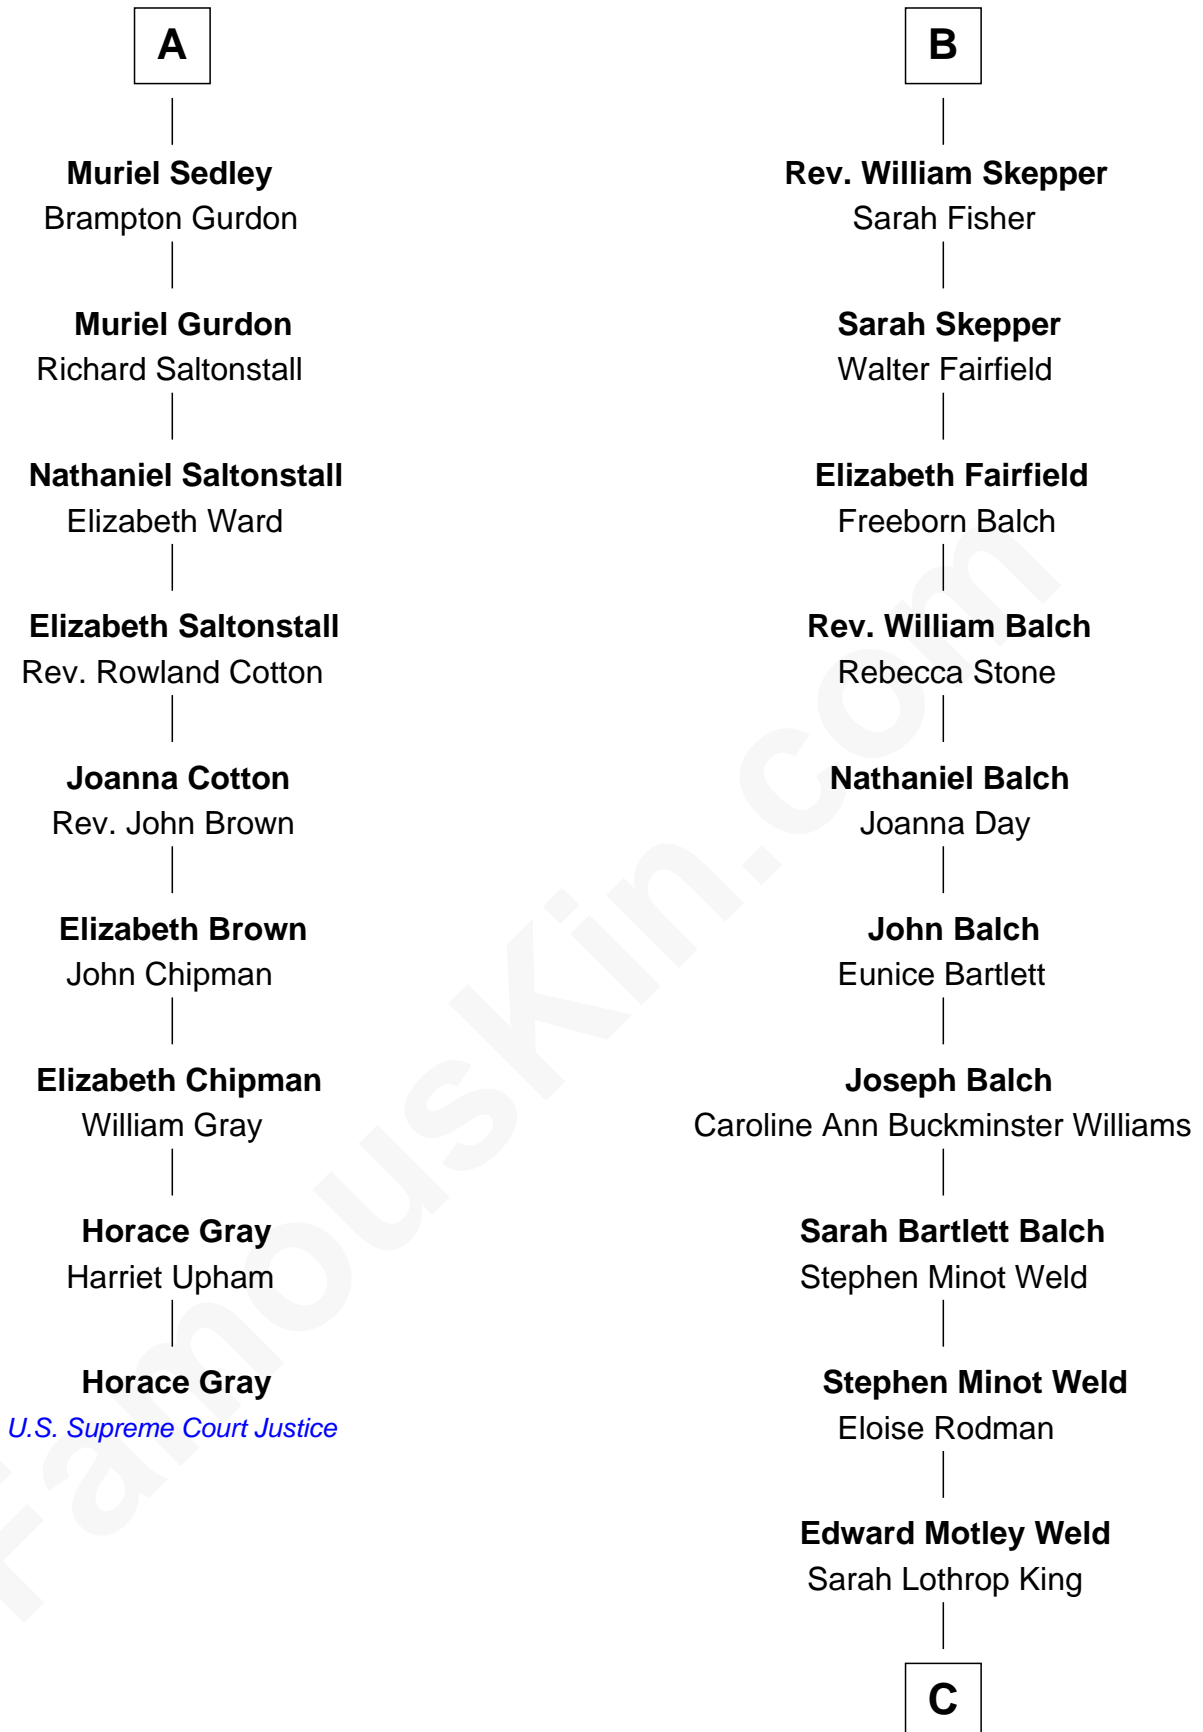 A
Muriel Sedley
Brampton Gurdon
Muriel Gurdon
Richard Saltonstall
Nathaniel Saltonstall
Elizabeth Ward
Elizabeth Saltonstall
Rev. Rowland Cotton
Joanna Cotton
Rev. John Brown
Elizabeth Brown
John Chipman
Elizabeth Chipman
William Gray
Horace Gray
Harriet Upham
Horace Gray
U.S. Supreme Court Justice
B
Rev. William Skepper
Sarah Fisher
Sarah Skepper
Walter Fairfield
Elizabeth Fairfield
Freeborn Balch
Rev. William Balch
Rebecca Stone
Nathaniel Balch
Joanna Day
John Balch
Eunice Bartlett
Joseph Balch
Caroline Ann Buckminster Williams
Sarah Bartlett Balch
Stephen Minot Weld
Stephen Minot Weld
Eloise Rodman
Edward Motley Weld
Sarah Lothrop King
C
FamousKin.com